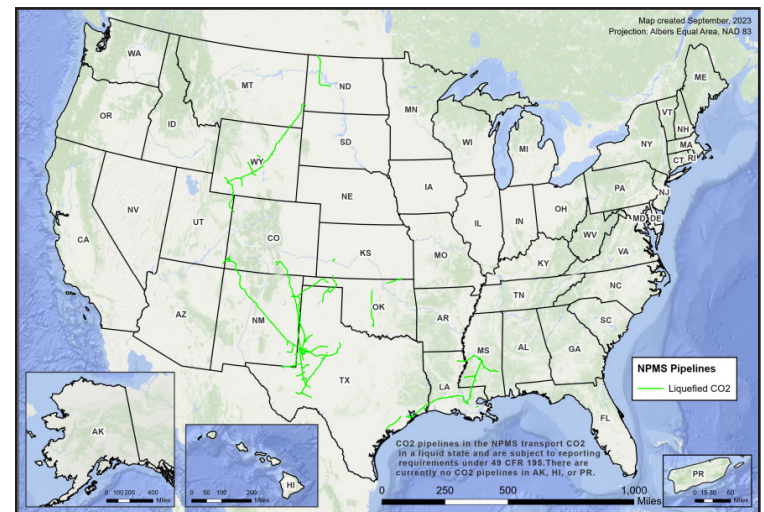 Map created September, 2023
Projection: Albers Equal Area, NAD 83
WA
MT
ND
MN
ME
OR
ID
WY
SD
WI
MI
VT
NH
NY
MA
CT RI
NV
UT
CO
NE
IA
IL
IN
OH
PA
NJ
MD DE
WV
VA
CA
KS
MO
KY
NC
AZ
NM
OK
AR
TN
SC
TX
LA
MS
AL
GA
FL
NPMS Pipelines
Liquefied CO2
AK
0 100 200 400
Miles
HI
0 50 100 200
Miles
CO2 pipelines in the NPMS transport CO2
in a liquid state and are subject to reporting
requirements under 49 CFR 195.There are
currently no CO2 pipelines in AK, HI, or PR.
0 250 500 1,000
Miles
PR
0 15 30 60
Miles